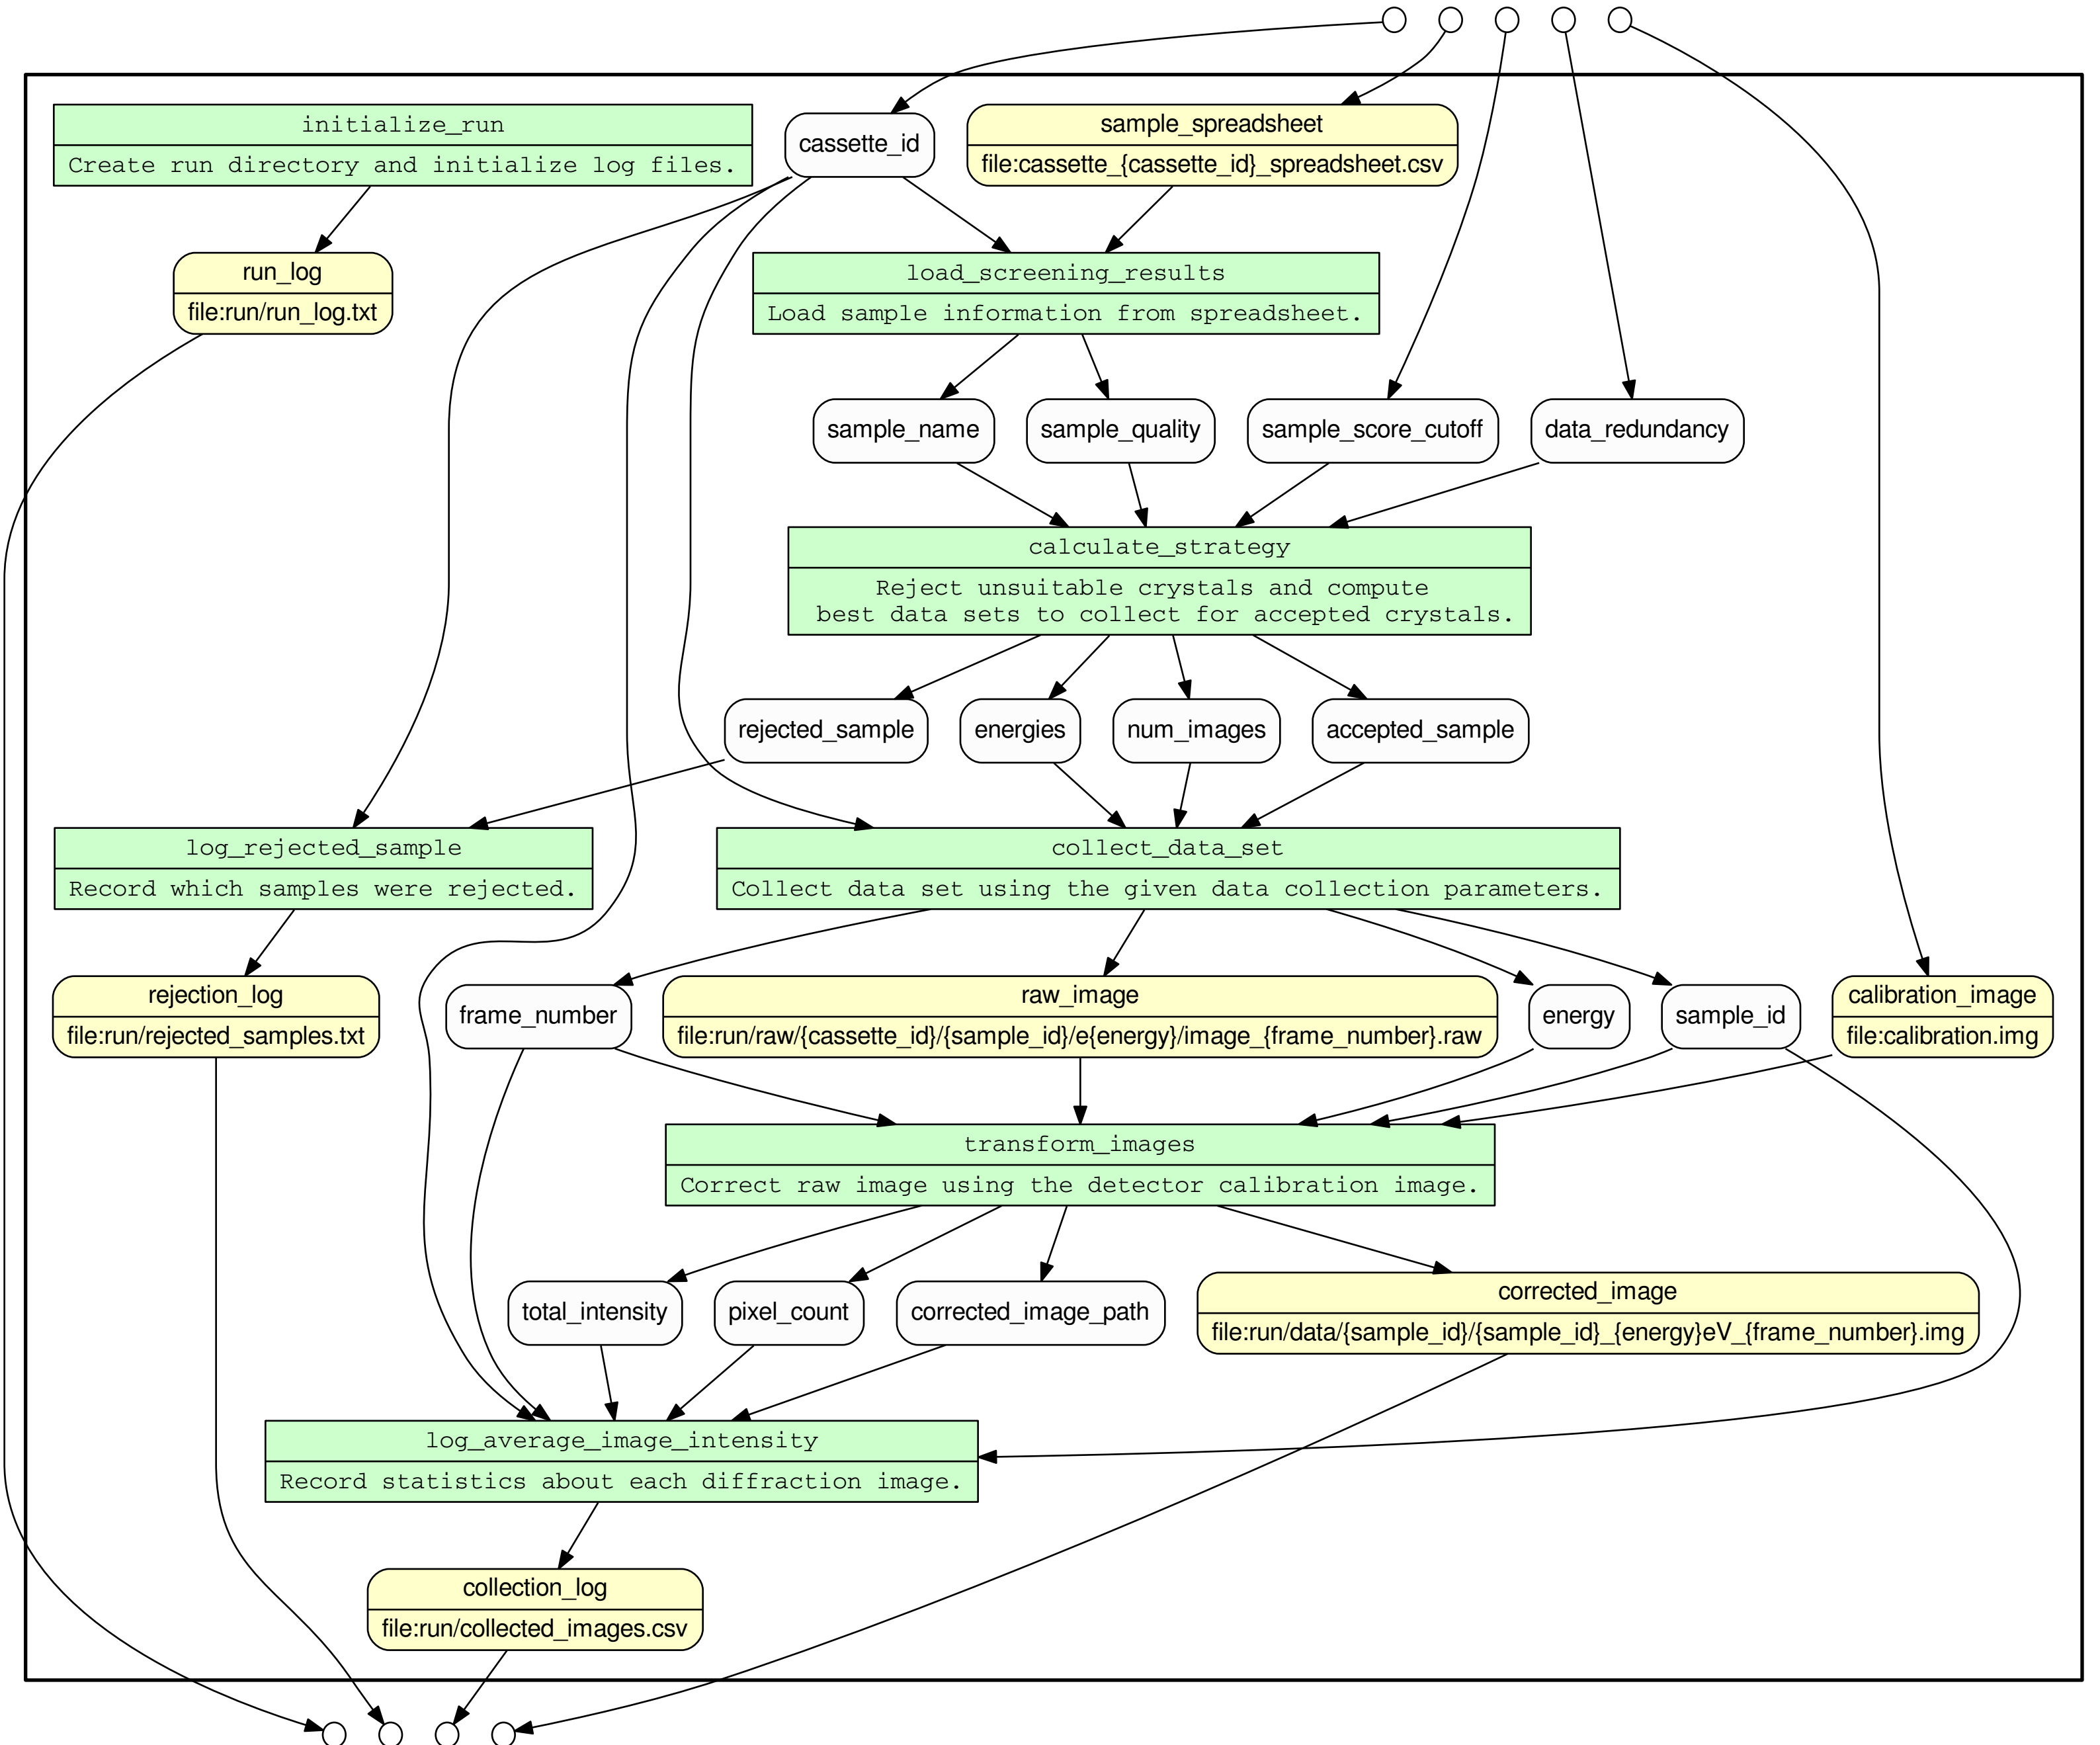 initialize_run
Create run directory and initialize log files.
cassette_id
sample_spreadsheet
file:cassette_{cassette_id}_spreadsheet.csv
run_log
file:run/run_log.txt
load_screening_results
Load sample information from spreadsheet.
sample_name
sample_quality
sample_score_cutoff
data_redundancy
calculate_strategy
Reject unsuitable crystals and compute
best data sets to collect for accepted crystals.
rejected_sample
energies
num_images
accepted_sample
log_rejected_sample
Record which samples were rejected.
collect_data_set
Collect data set using the given data collection parameters.
rejection_log
file:run/rejected_samples.txt
frame_number
raw_image
file:run/raw/{cassette_id}/{sample_id}/e{energy}/image_{frame_number}.raw
energy
sample_id
calibration_image
file:calibration.img
transform_images
Correct raw image using the detector calibration image.
total_intensity
pixel_count
corrected_image_path
corrected_image
file:run/data/{sample_id}/{sample_id}_{energy}eV_{frame_number}.img
log_average_image_intensity
Record statistics about each diffraction image.
collection_log
file:run/collected_images.csv